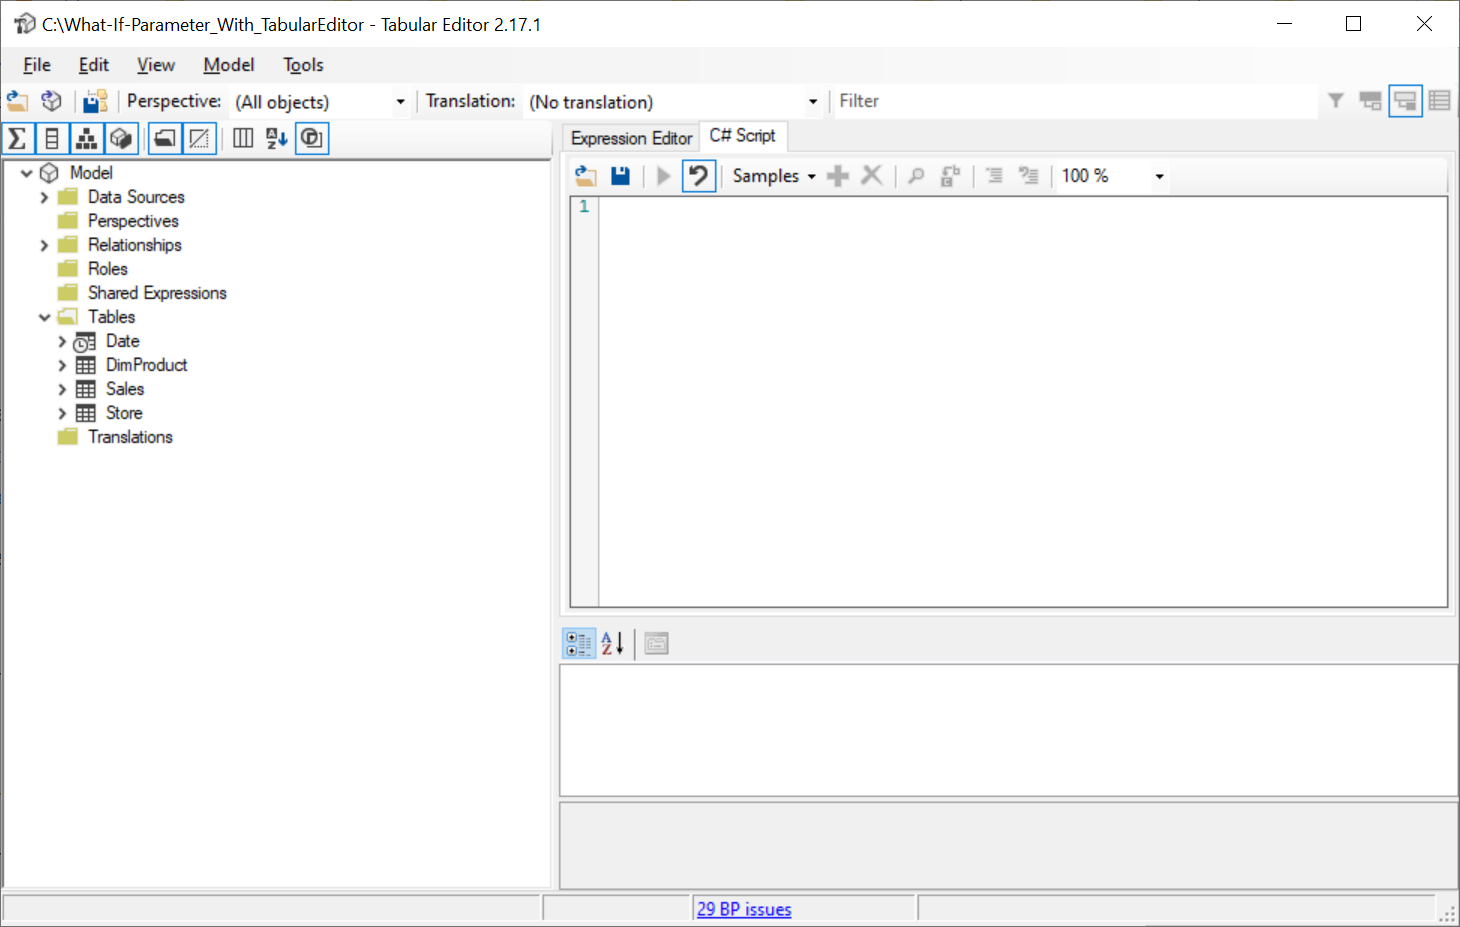 C:\What-If-Parameter_With_TabularEditor - Tabular Editor 2.17.1
File Edit View Model Tools
Perspective: (All objects) Translation: (No translation) Filter
Expression Editor C# Script
Samples 100 %
1
Model
Data Sources
Perspectives
Relationships
Roles
Shared Expressions
Tables
Date
DimProduct
Sales
Store
Translations
29 BP issues